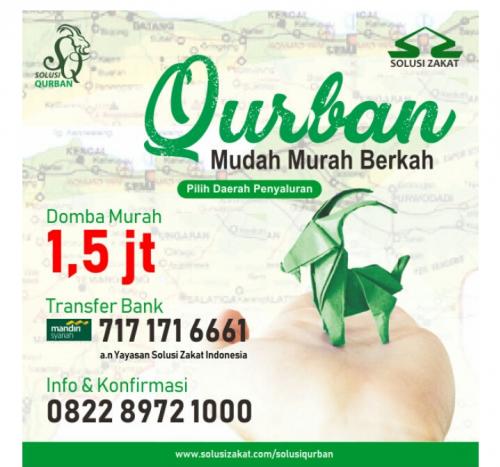 SOLUSI
QURBAN
SOLUSI ZAKAT
Qurban
Mudah Murah Berkah
Pilih Daerah Penyaluran
Domba Murah
1,5 jt
Transfer Bank
mandiri
syariah
717 171 6661
a.n Yayasan Solusi Zakat Indonesia
Info & Konfirmasi
0822 8972 1000
www.solusizakat.com/solusiqurban